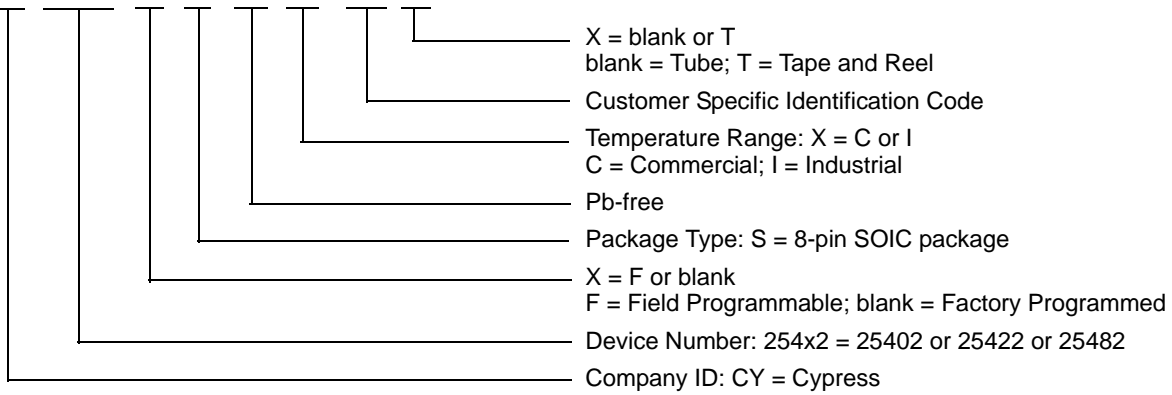 X = blank or T
blank = Tube; T = Tape and Reel
Customer Specific Identification Code
Temperature Range: X = C or I
C = Commercial; I = Industrial
Pb-free
Package Type: S = 8-pin SOIC package
X = F or blank
F = Field Programmable; blank = Factory Programmed
Device Number: 254x2 = 25402 or 25422 or 25482
Company ID: CY = Cypress